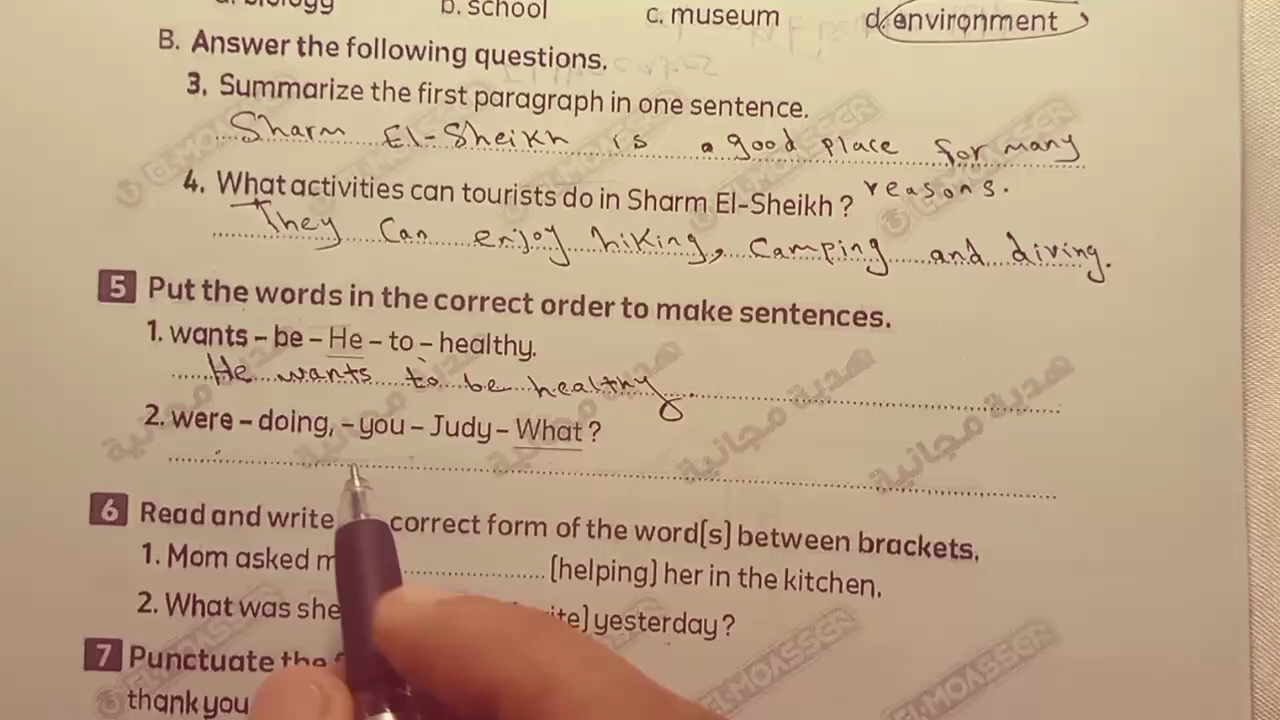 b. school c. museum d. environment
B. Answer the following questions.
3. Summarize the first paragraph in one sentence.
Sharm El-Sheikh is a good place for many
reasons.
4. What activities can tourists do in Sharm El-Sheikh?
They can enjoy hiking, camping and diving.
5 Put the words in the correct order to make sentences.
1. wants – be – He – to – healthy.
He wants to be healthy
2. were – doing, – you – Judy – What?
6 Read and write correct form of the word(s) between brackets.
1. Mom asked [helping] her in the kitchen.
2. What was she yesterday?
7 Punctuate the
thank you
EL-MOASSER
هدية مجانية